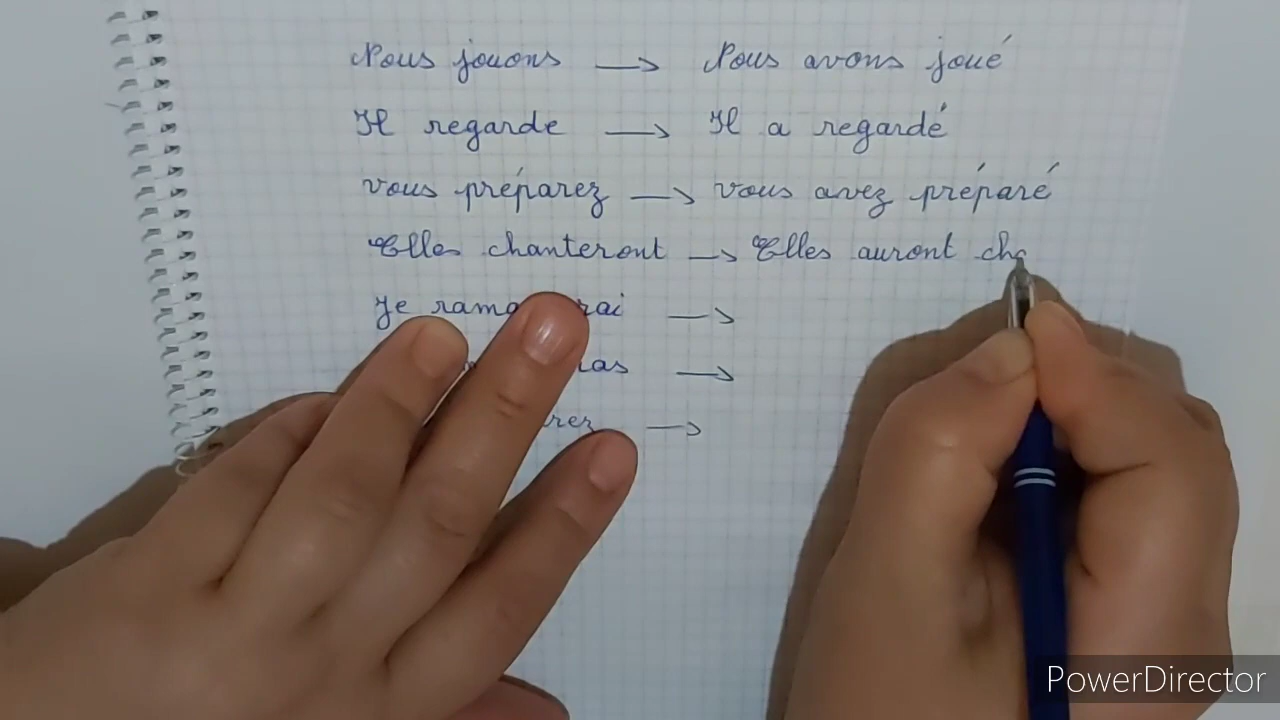 Nous jouons → Nous avons joué
Il regarde → Il a regardé
vous préparez → vous avez préparé
Elles chanteront → Elles auront cha
Je →
→
→
PowerDirector